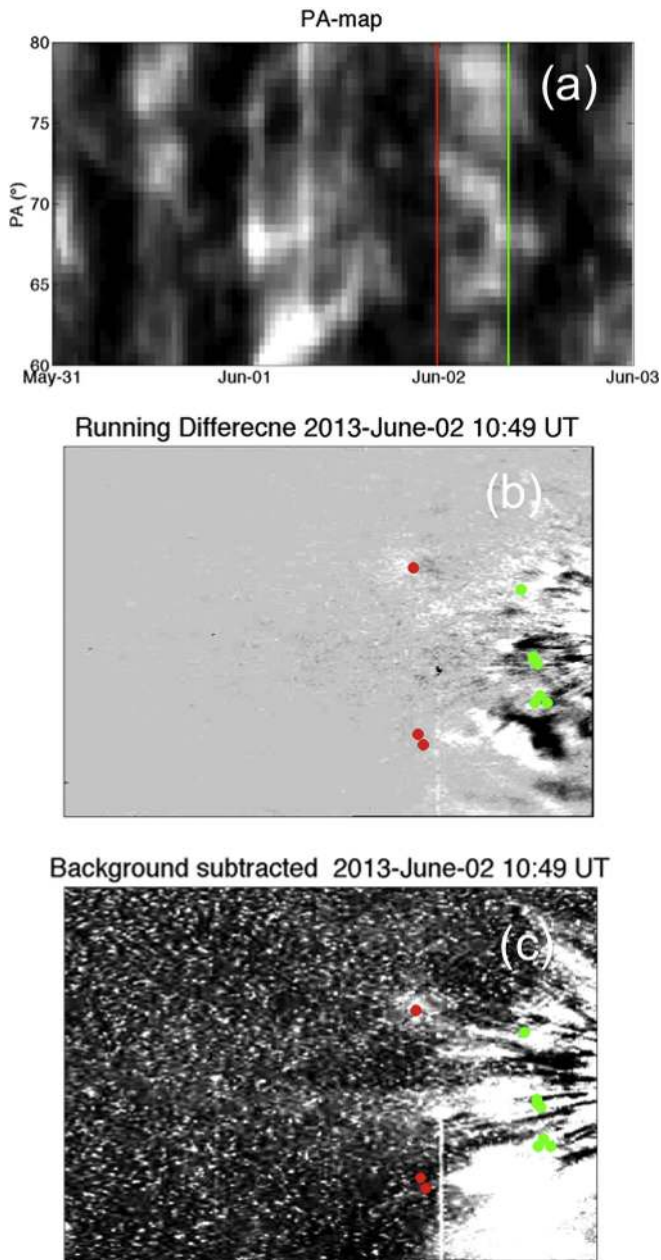 PA-map
80
(a)
75
PA (°)
70
65
60
May-31 Jun-01 Jun-02 Jun-03
Running Differecne 2013-June-02 10:49 UT
(b)
Background subtracted 2013-June-02 10:49 UT
(c)